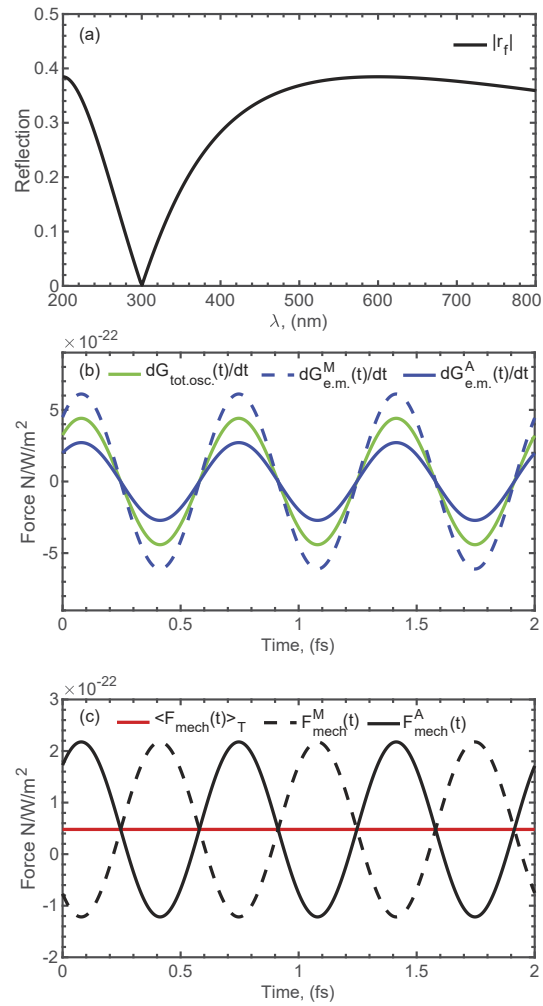 (a)
|r_f|
Reflection
0.5
0.4
0.3
0.2
0.1
0
200 300 400 500 600 700 800
λ, (nm)
× 10^-22
(b) dG_tot.osc.(t)/dt dG^M_e.m.(t)/dt dG^A_e.m.(t)/dt
Force N/W/m^2
5
0
-5
0 0.5 1 1.5 2
Time, (fs)
× 10^-22
(c) <F_mech(t)>_T F^M_mech(t) F^A_mech(t)
Force N/W/m^2
3
2
1
0
-1
-2
0 0.5 1 1.5 2
Time, (fs)